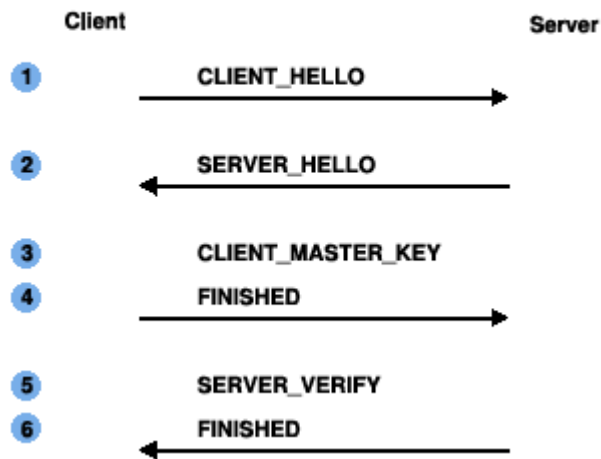 Client Server
1 CLIENT_HELLO
2 SERVER_HELLO
3 CLIENT_MASTER_KEY
4 FINISHED
5 SERVER_VERIFY
6 FINISHED